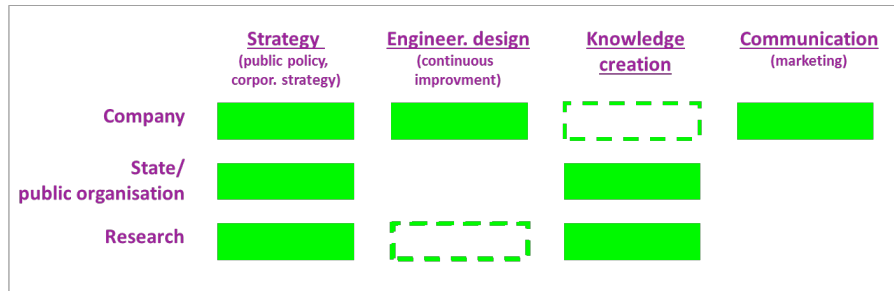 Strategy Engineer. design Knowledge Communication
(public policy, (continuous creation (marketing)
corpor. strategy) improvment)
Company
State/
public organisation
Research